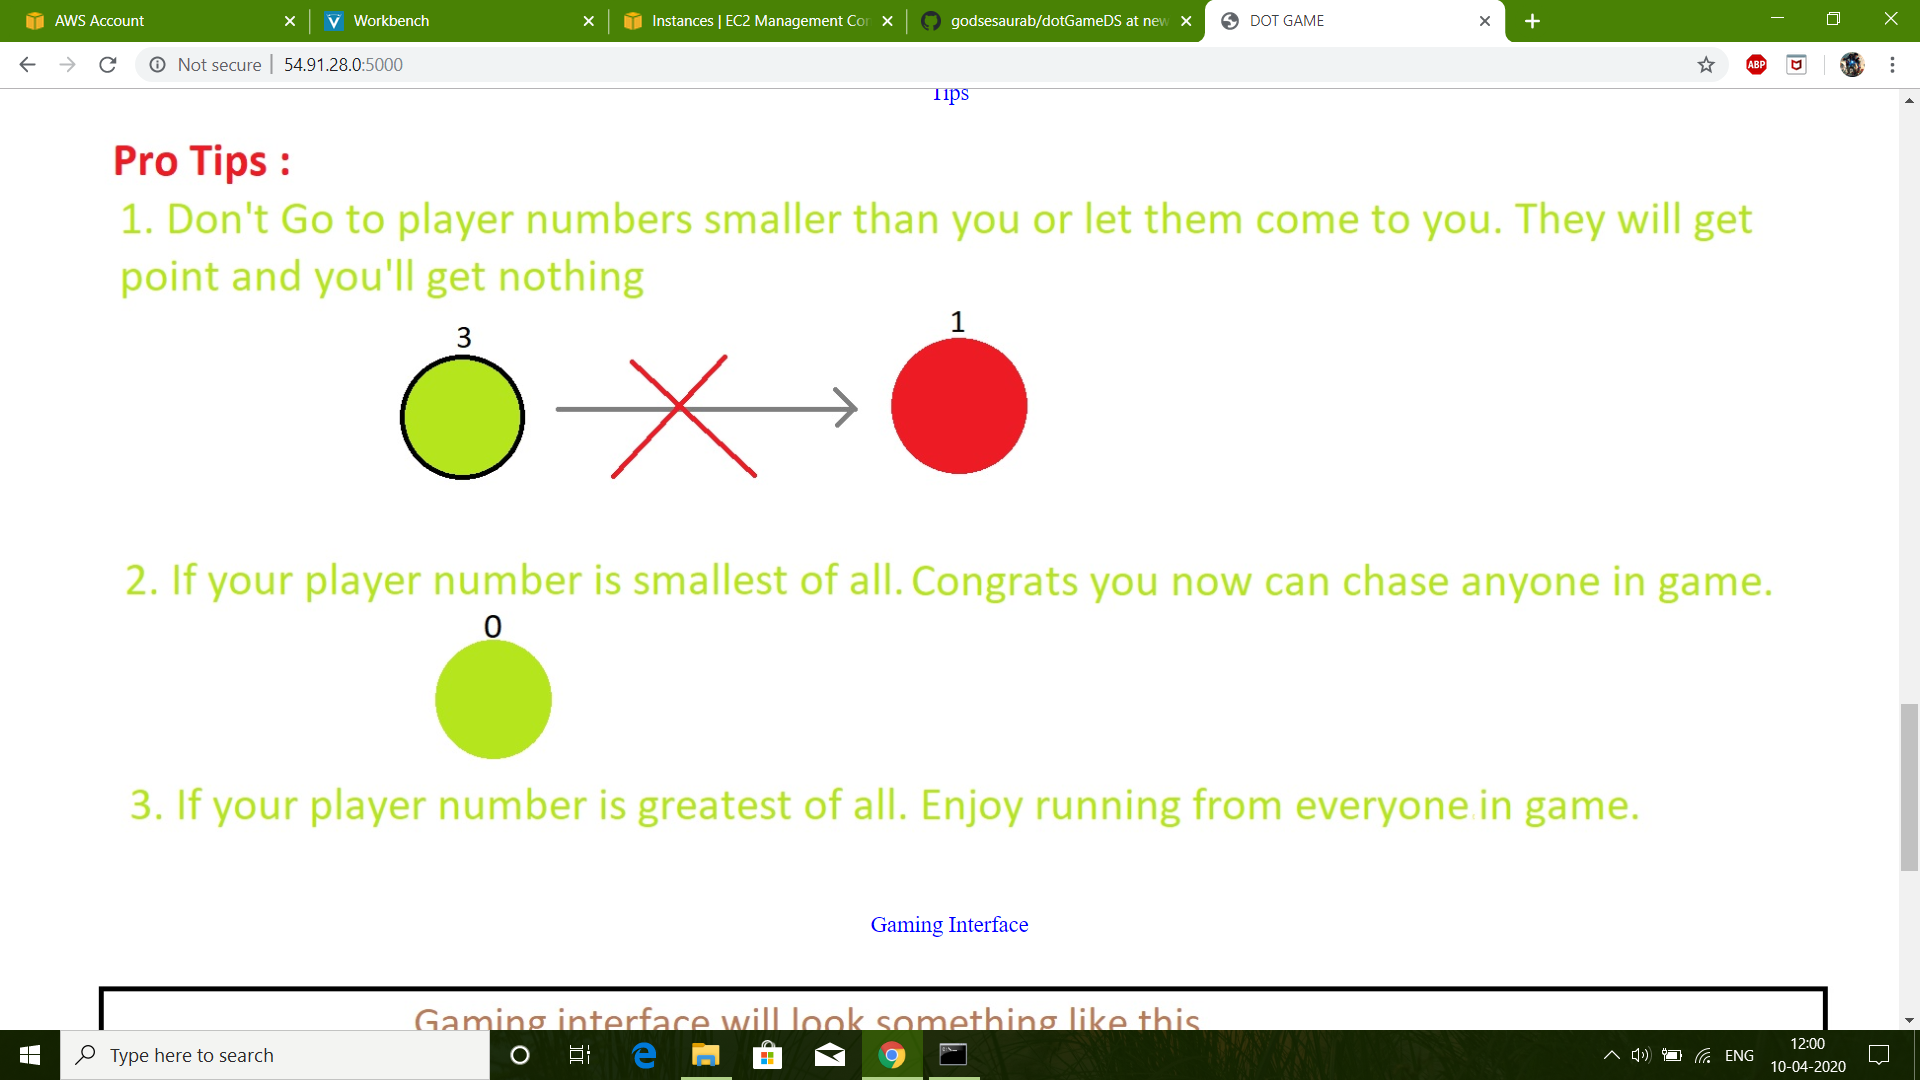 AWS Account
Workbench
Instances | EC2 Management Con
godsesaurab/dotGameDS at new
DOT GAME
Not secure
54.91.28.0:5000
ABP
Tips
Pro Tips :
1. Don't Go to player numbers smaller than you or let them come to you. They will get
point and you'll get nothing
3
1
2. If your player number is smallest of all. Congrats you now can chase anyone in game.
0
3. If your player number is greatest of all. Enjoy running from everyone in game.
Gaming Interface
Gaming interface will look something like this
Type here to search
ENG
12:00
10-04-2020